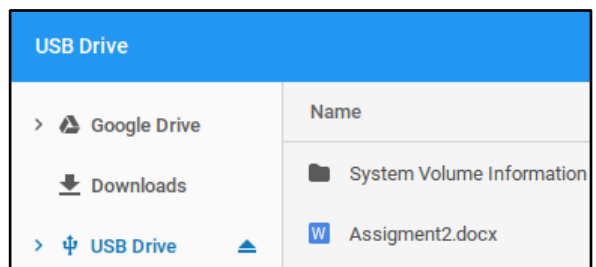 USB Drive
Google Drive
Downloads
USB Drive
Name
System Volume Information
W Assigment2.docx